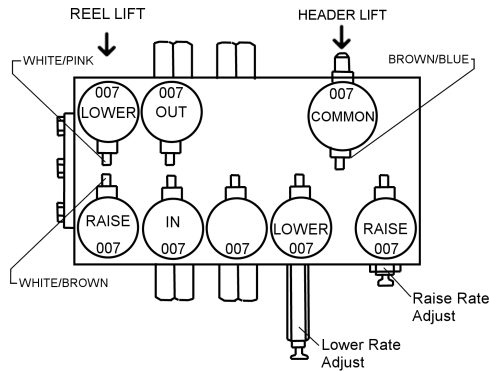 REEL LIFT
HEADER LIFT
WHITE/PINK
BROWN/BLUE
007
LOWER
007
OUT
007
COMMON
RAISE
007
IN
007
007
LOWER
007
RAISE
007
WHITE/BROWN
Raise Rate
Adjust
Lower Rate
Adjust